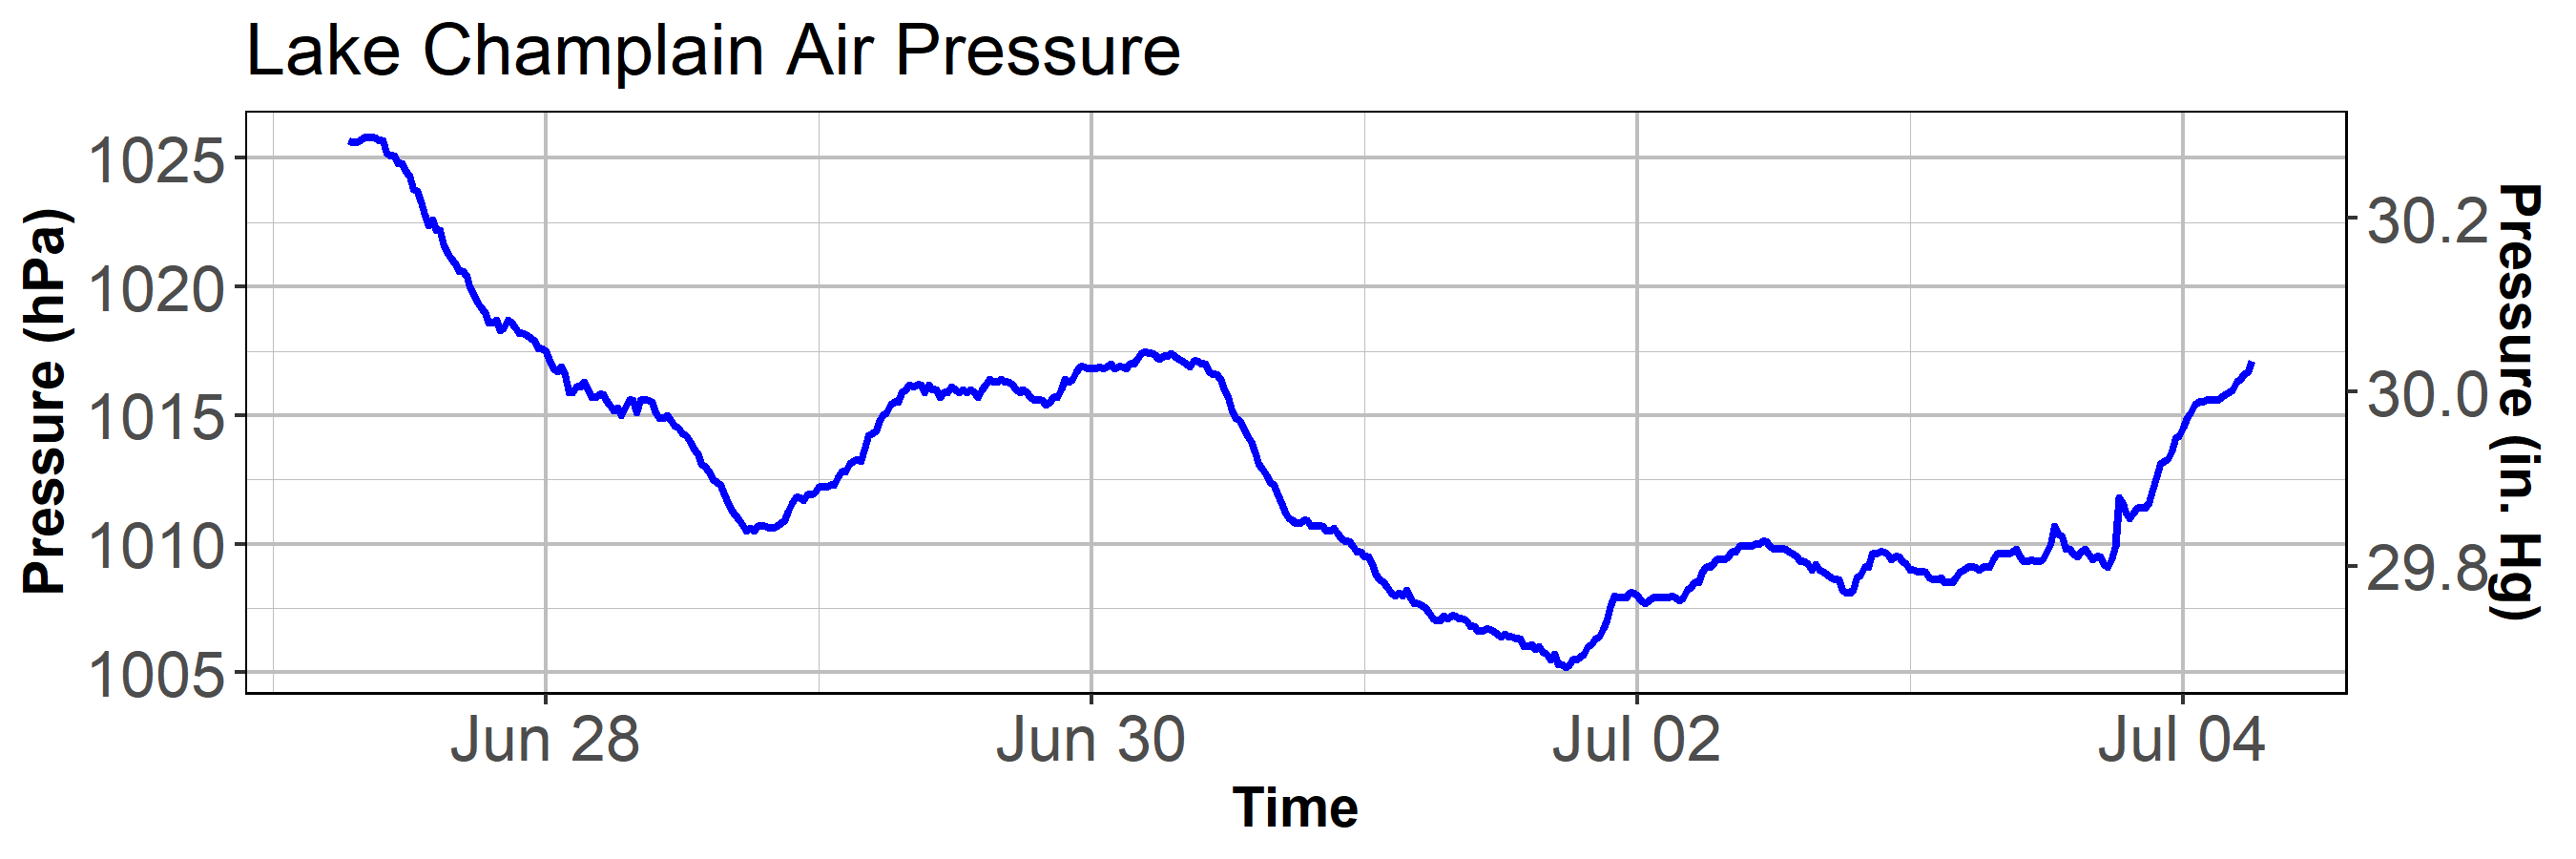 Lake Champlain Air Pressure
Pressure (hPa)
1025
1020
1015
1010
1005
30.2
30.0
29.8
Pressure (in. Hg)
Jun 28 Jun 30 Jul 02 Jul 04
Time